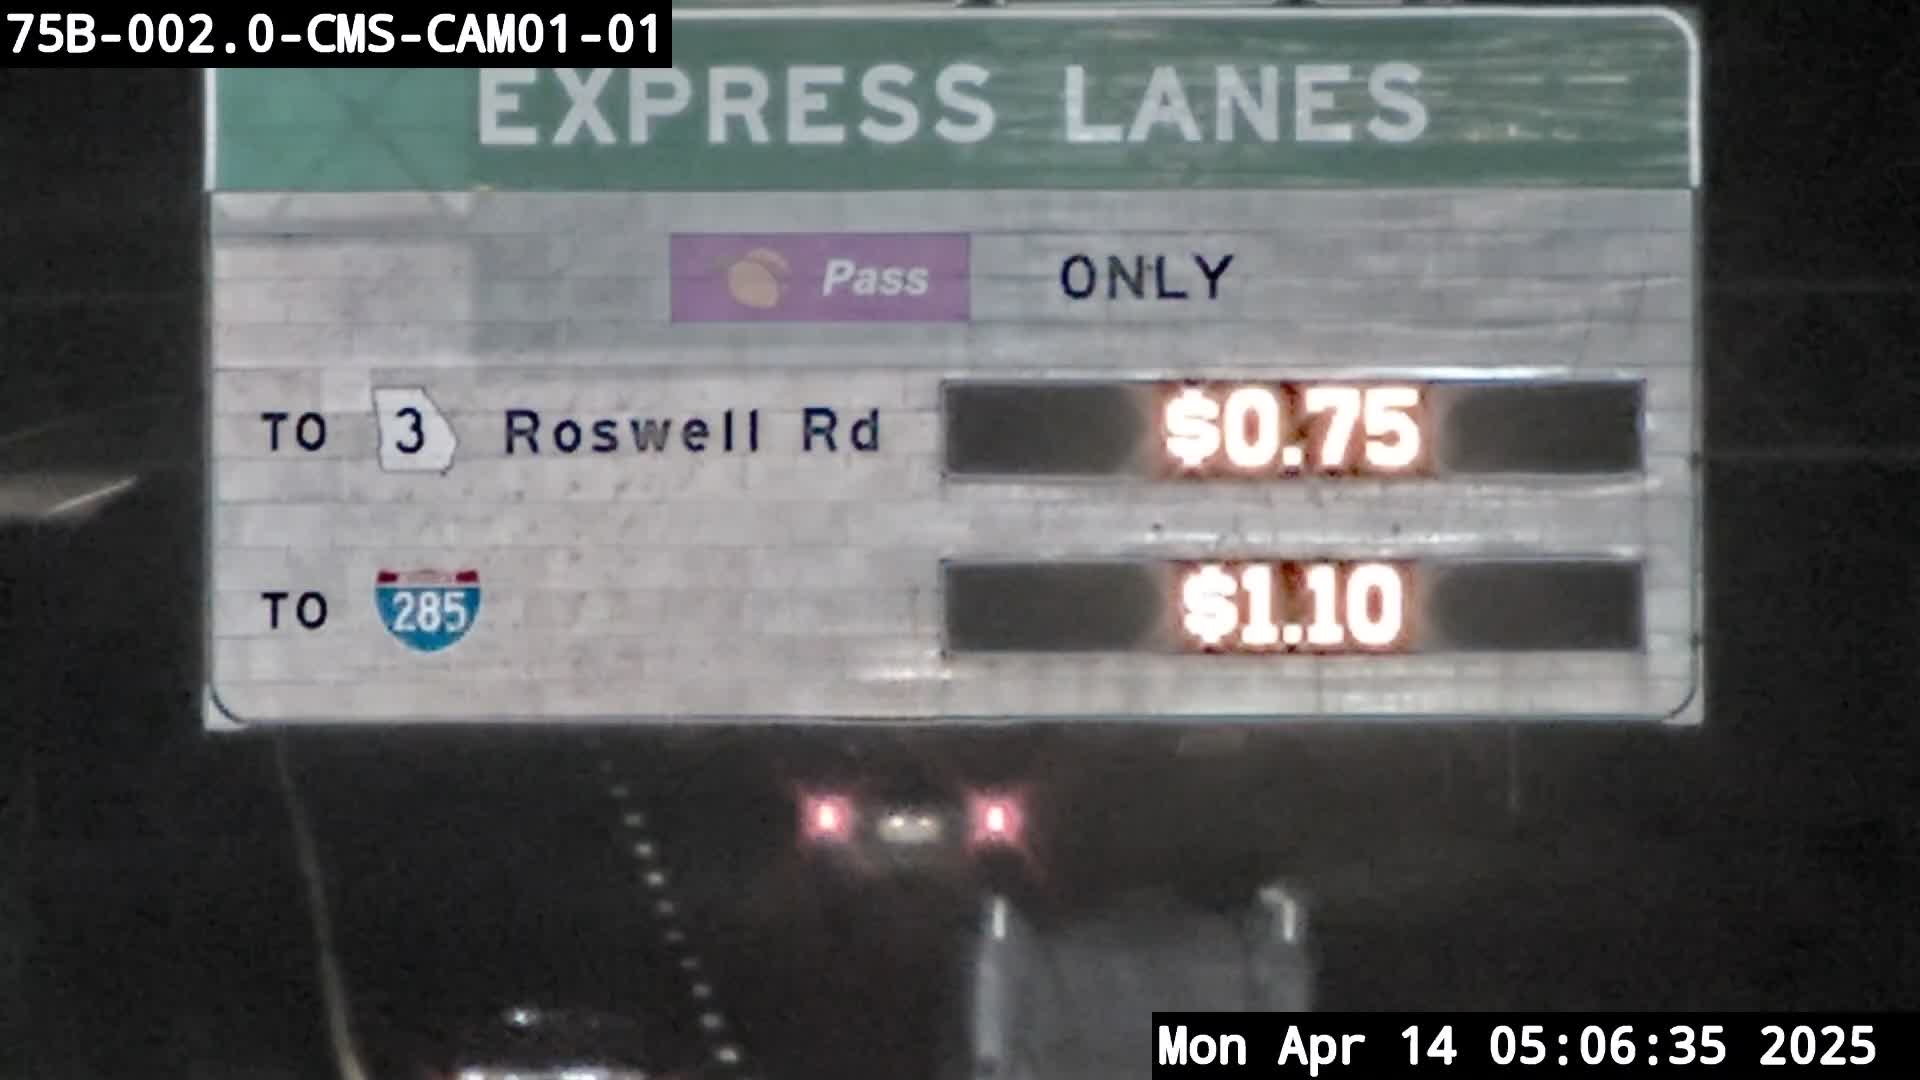 75B-002.0-CMS-CAM01-01
EXPRESS LANES
Pass ONLY
TO 3 Roswell Rd $0.75
TO 285 $1.10
Mon Apr 14 05:06:35 2025